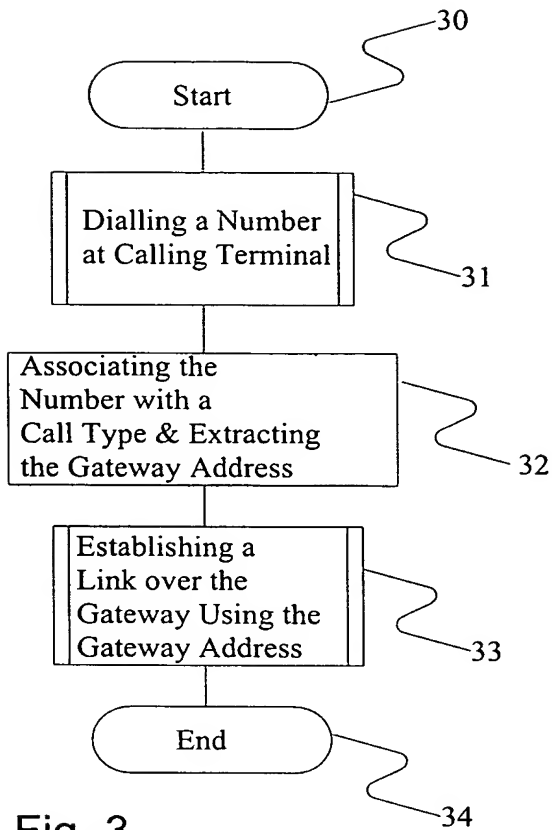 30
Start
Dialling a Number
at Calling Terminal
31
Associating the
Number with a
Call Type & Extracting
the Gateway Address
32
Establishing a
Link over the
Gateway Using the
Gateway Address
33
End
34
Fig. 3